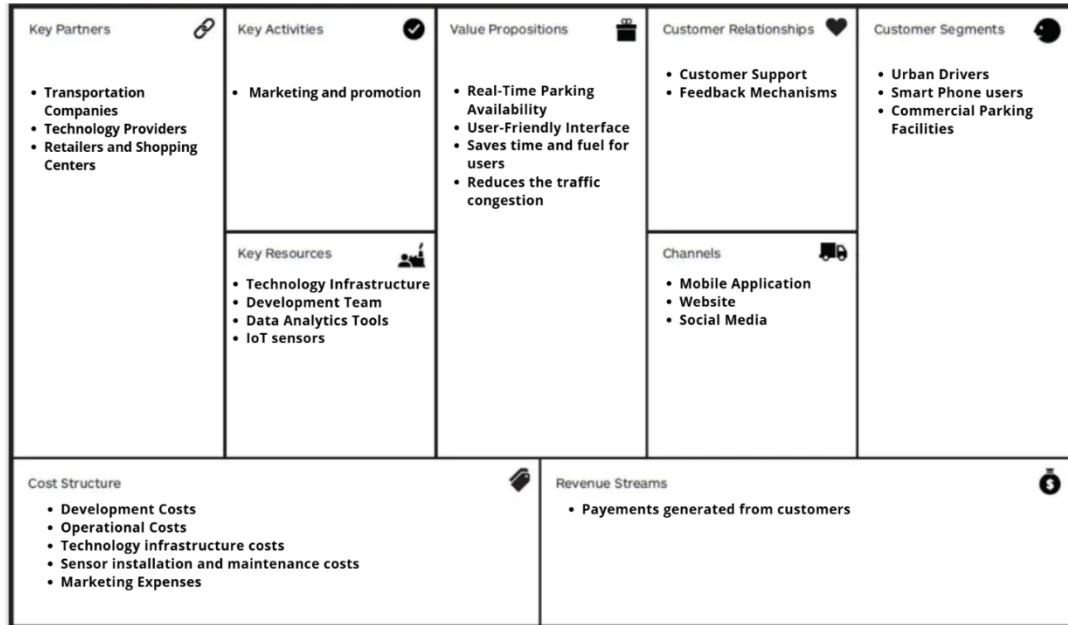 Key Partners
Transportation
Companies
Technology Providers
Retailers and Shopping
Centers
Key Activities
Marketing and promotion
Key Resources
Technology Infrastructure
Development Team
Data Analytics Tools
IoT sensors
Value Propositions
Real-Time Parking
Availability
User-Friendly Interface
Saves time and fuel for
users
Reduces the traffic
congestion
Customer Relationships
Customer Support
Feedback Mechanisms
Channels
Mobile Application
Website
Social Media
Customer Segments
Urban Drivers
Smart Phone users
Commercial Parking
Facilities
Cost Structure
Development Costs
Operational Costs
Technology infrastructure costs
Sensor installation and maintenance costs
Marketing Expenses
Revenue Streams
Payements generated from customers